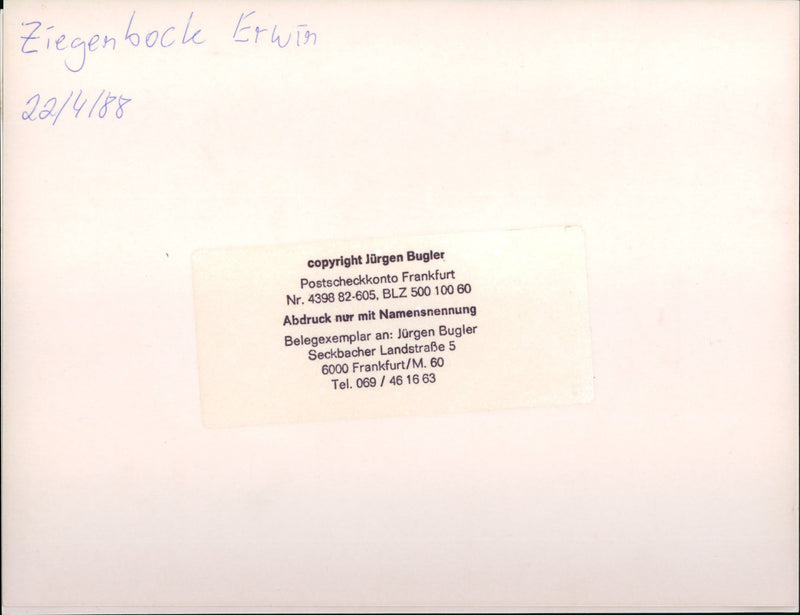 Ziegenbock Erwin
22/4/88
copyright Jürgen Bugler
Postscheckkonto Frankfurt
Nr. 4398 82-605, BLZ 500 100 60
Abdruck nur mit Namensnennung
Belegexemplar an: Jürgen Bugler
Seckbacher Landstraße 5
6000 Frankfurt/M. 60
Tel. 069 / 46 16 63